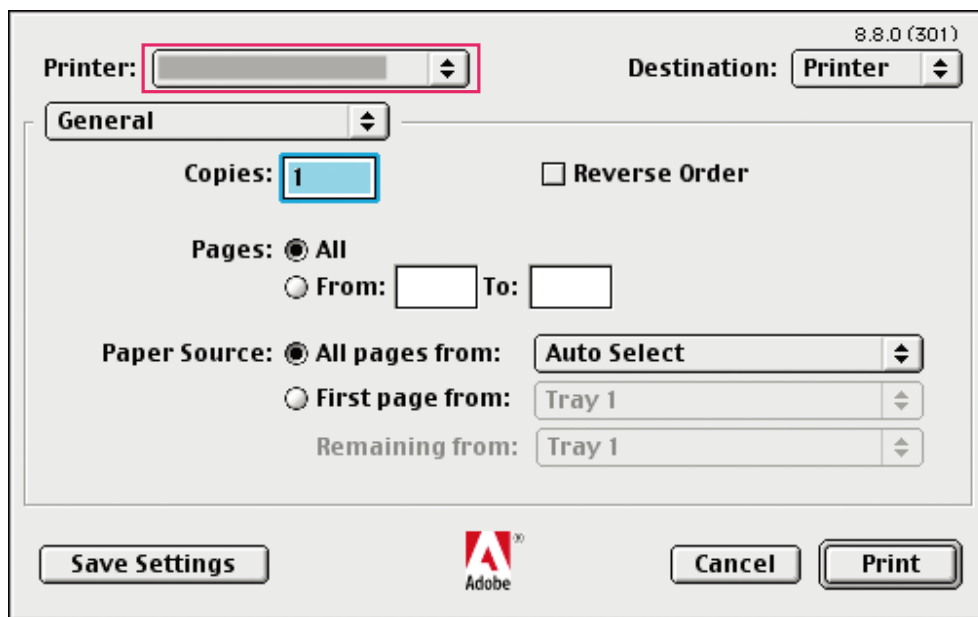 8.8.0 (301)
Printer: Destination: Printer
General
Copies: 1 Reverse Order
Pages: All
From: To:
Paper Source: All pages from: Auto Select
First page from: Tray 1
Remaining from: Tray 1
Save Settings Adobe® Cancel Print